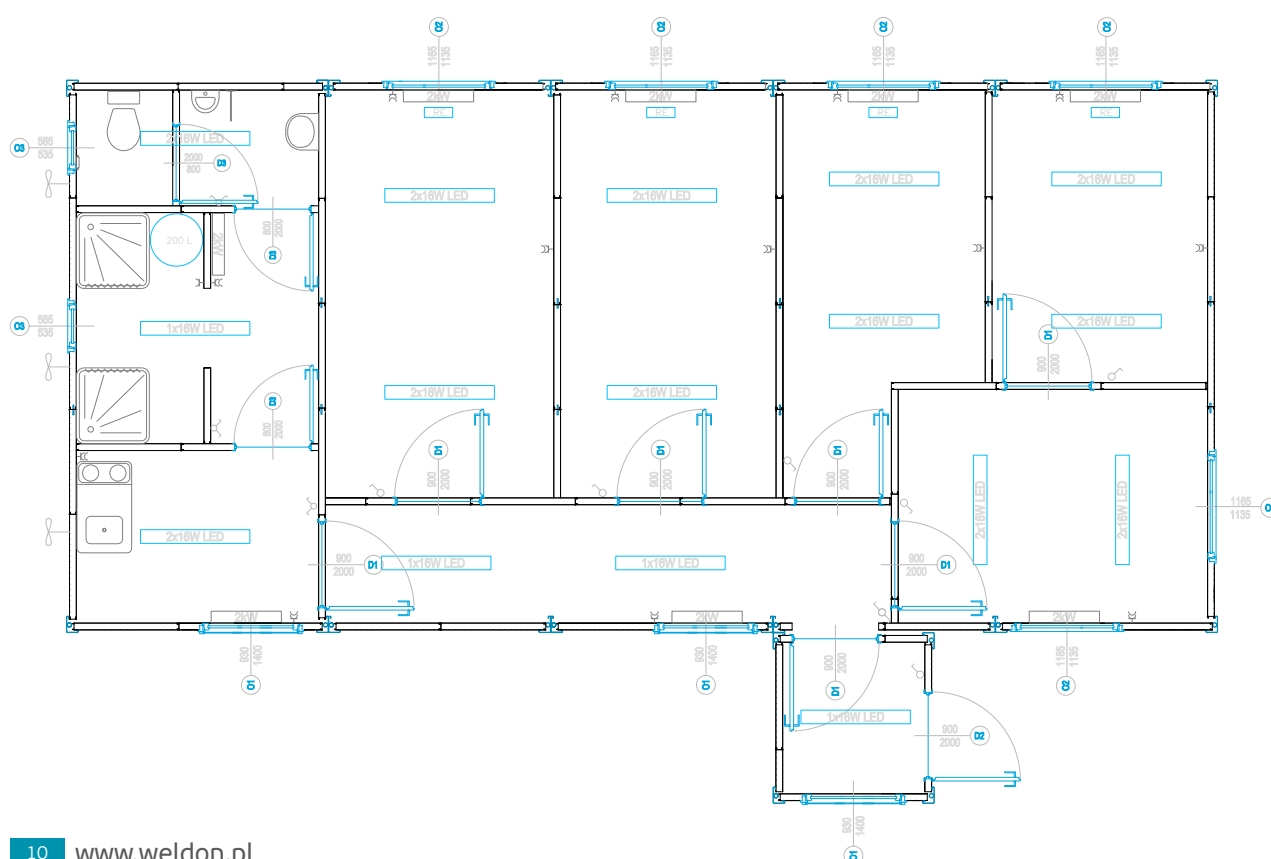 O2 O2 O2 O2
1165 1135 1165 1135 1165 1135 1165 1135
2kW 2kW 2kW 2kW
RE RE RE RE
2x16W LED
O3 565 535
2000 800 D3
2x16W LED 2x16W LED 2x16W LED 2x16W LED
200 L
2kW
800 2000
D3
O3 565 535
1x16W LED
2x16W LED 2x16W LED
D1
900 2000
2x16W LED 2x16W LED
D3
800 2000
D1 D1 D1
900 2000 900 2000 900 2000
2x16W LED 2x16W LED
1165 1135
2x16W LED
900 2000 D1
1x16W LED 1x16W LED
900 2000 D1
2kW 2kW 2kW
930 1400 930 1400 900 2000 1165 1135
O1 O1 D1 O2
1x16W LED
900 2000 D2
930 1400
O1
10 www.weldon.pl